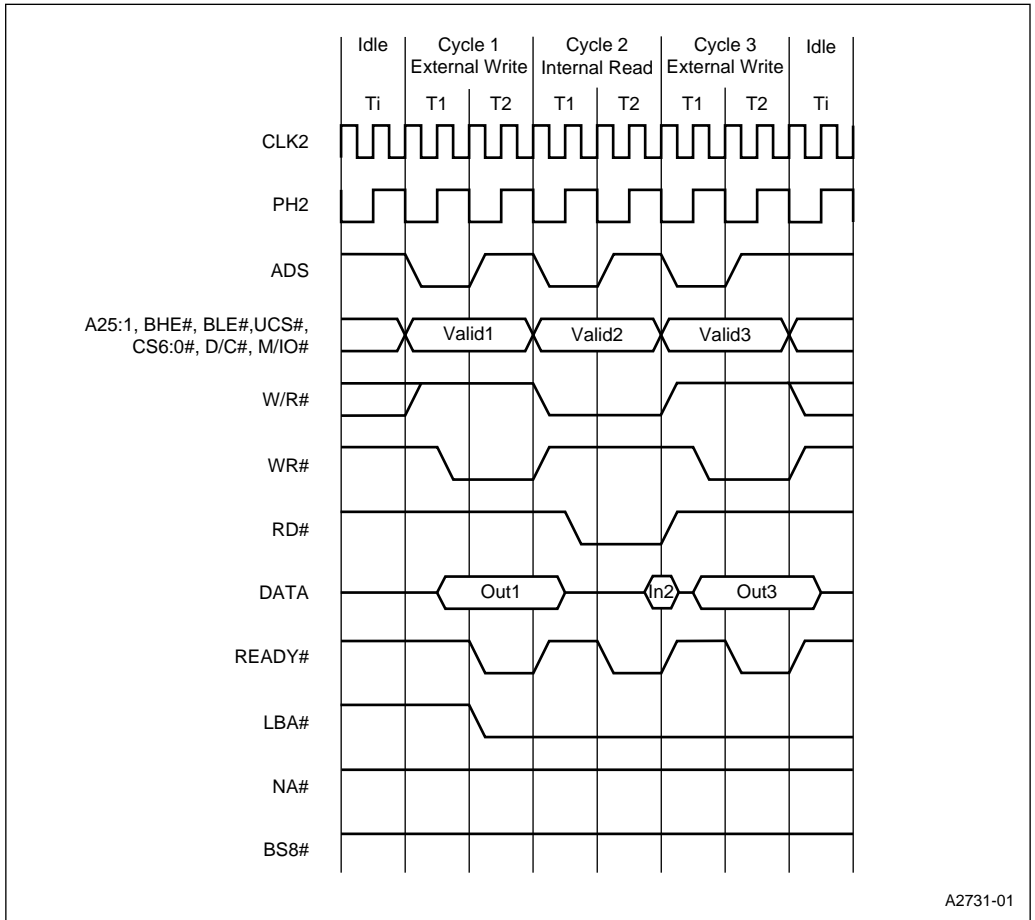 Idle
Cycle 1
External Write
Cycle 2
Internal Read
Cycle 3
External Write
Idle
Ti T1 T2 T1 T2 T1 T2 Ti
CLK2
PH2
ADS
A25:1, BHE#, BLE#,UCS#,
CS6:0#, D/C#, M/IO#
Valid1 Valid2 Valid3
W/R#
WR#
RD#
DATA
Out1 In2 Out3
READY#
LBA#
NA#
BS8#
A2731-01